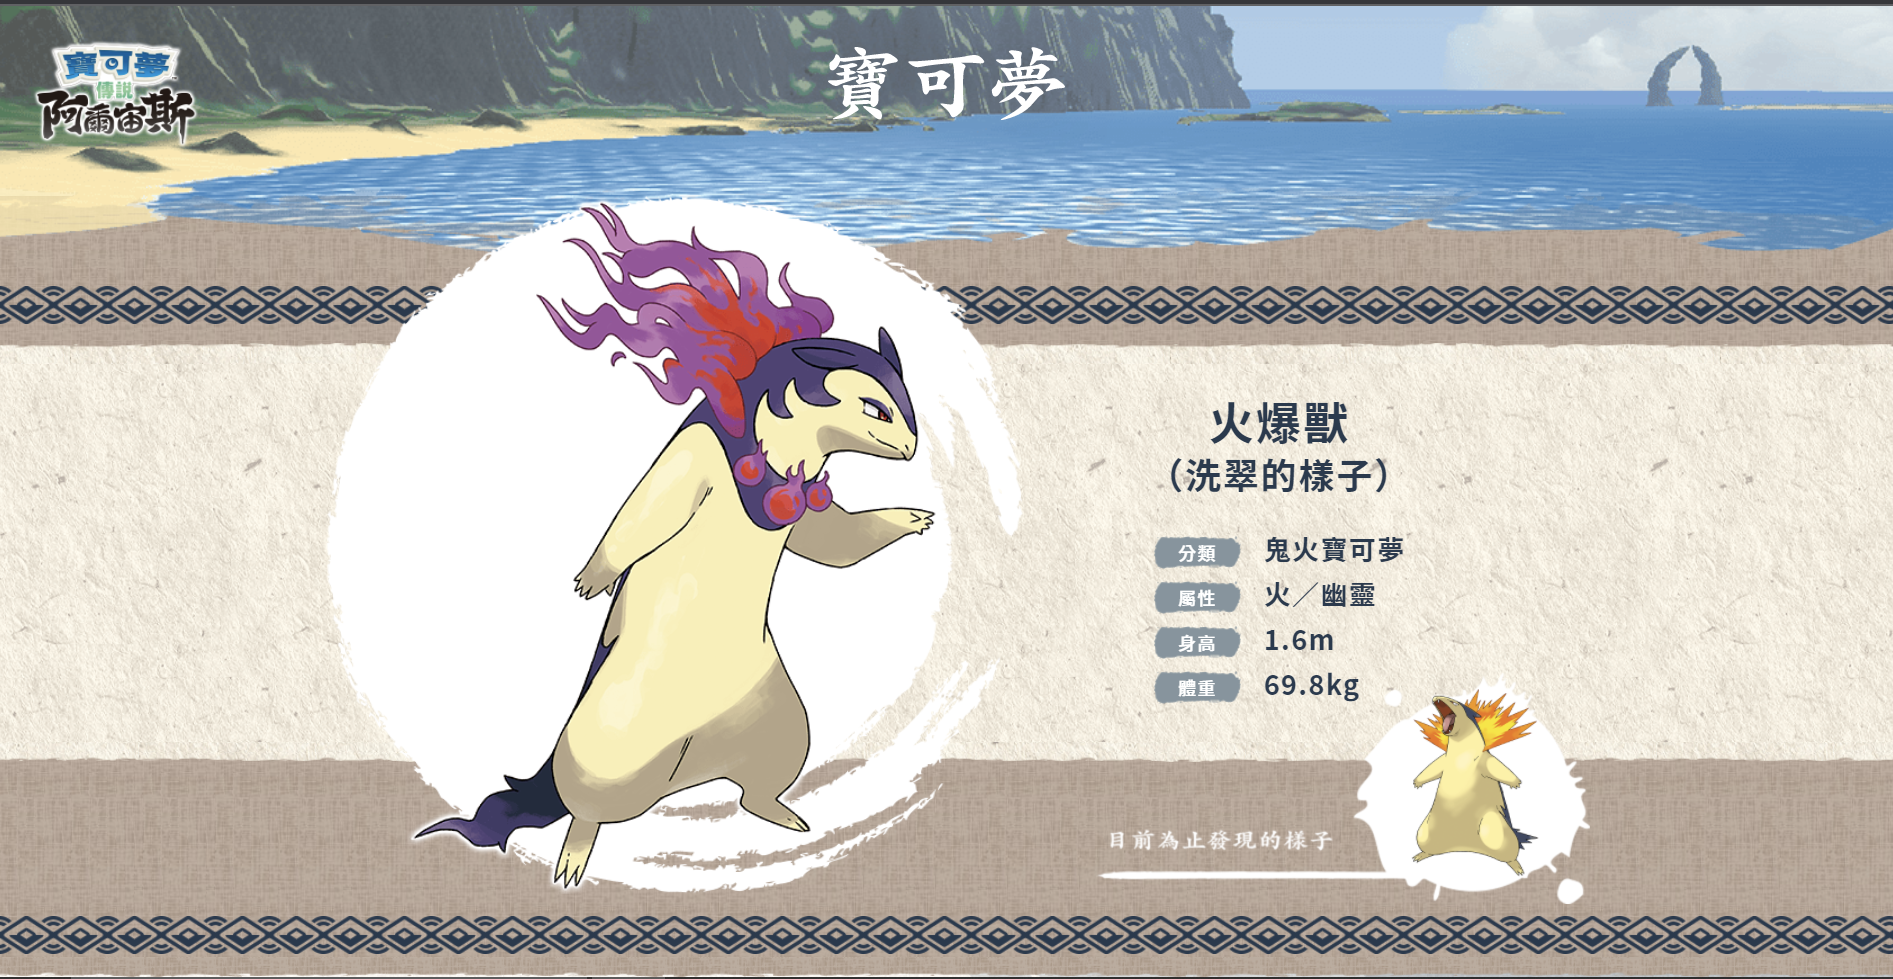 寶可夢
傳說
阿爾宙斯
寶可夢
火爆獸
（洗翠的樣子）
分類 鬼火寶可夢
屬性 火／幽靈
身高 1.6m
體重 69.8kg
目前為止發現的樣子